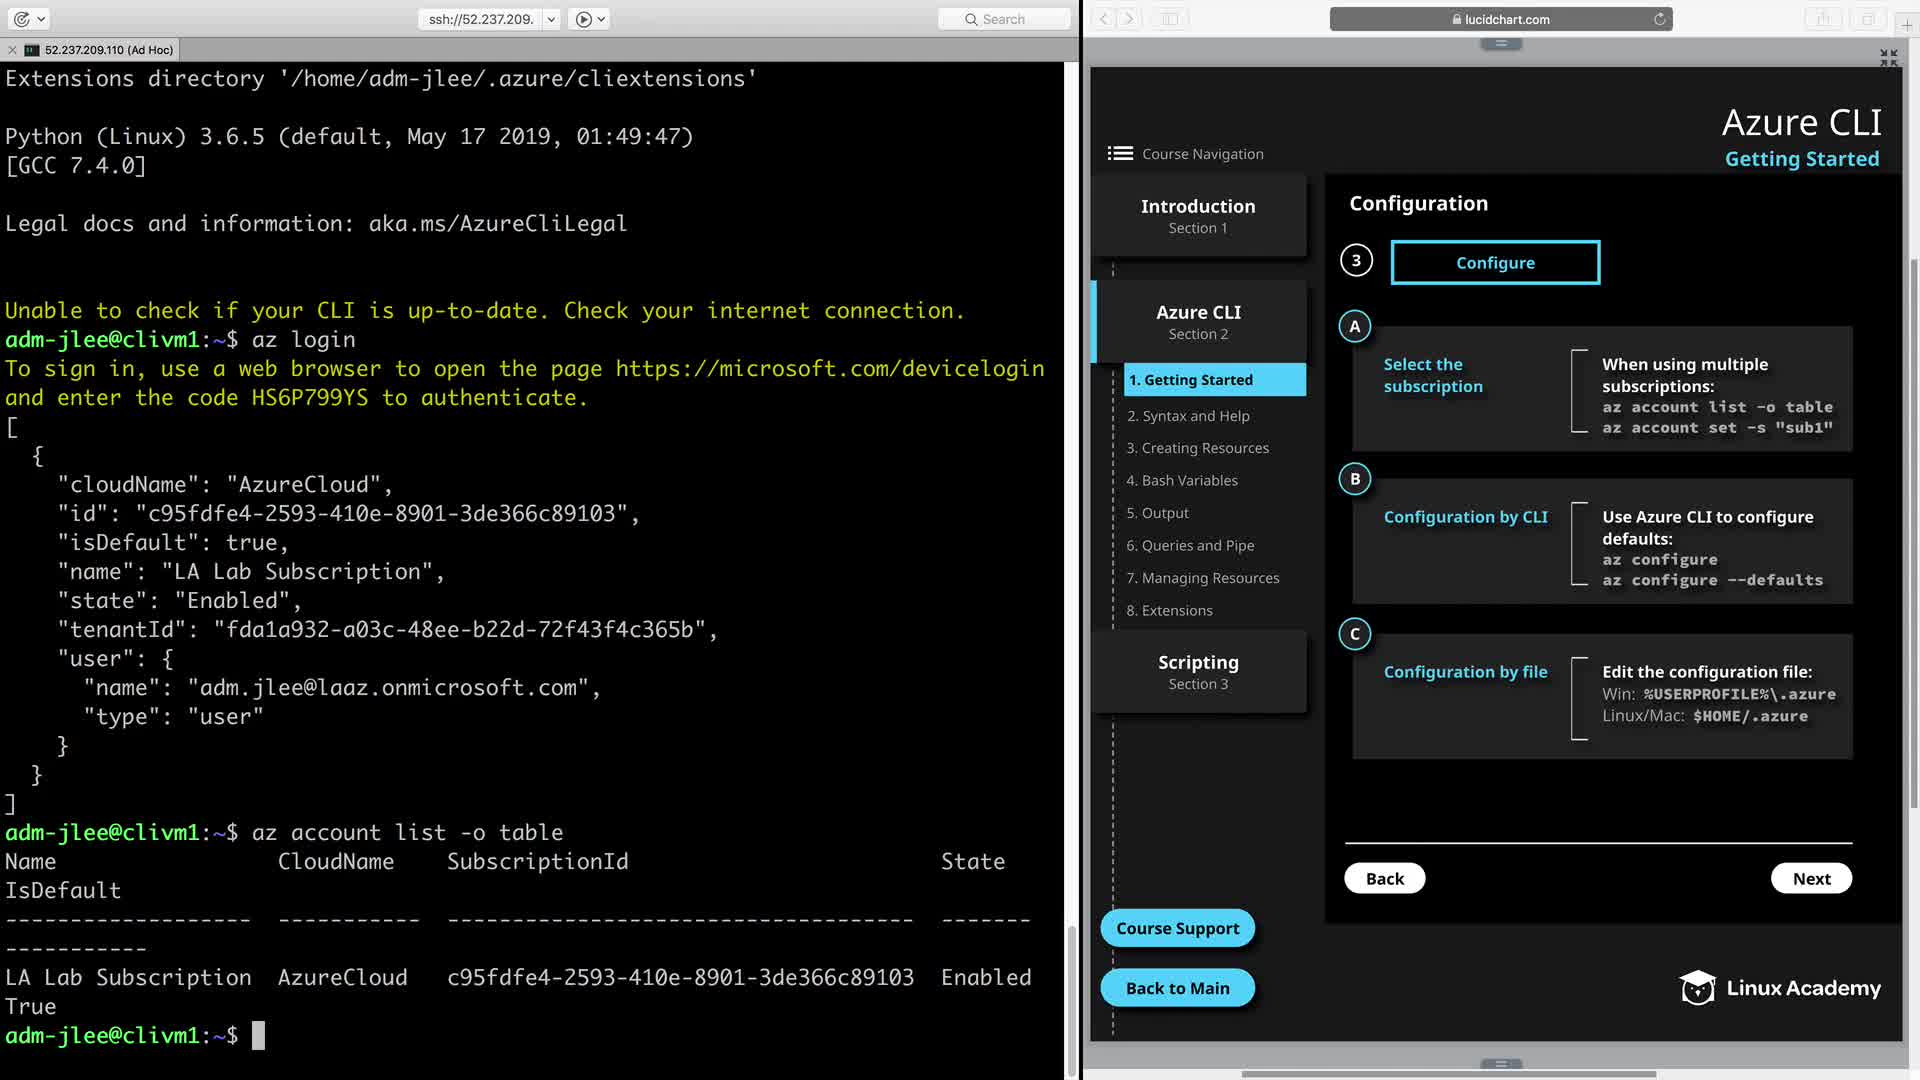 ssh://52.237.209.
Search
52.237.209.110 (Ad Hoc)
Extensions directory '/home/adm-jlee/.azure/cliextensions'
Python (Linux) 3.6.5 (default, May 17 2019, 01:49:47)
[GCC 7.4.0]
Legal docs and information: aka.ms/AzureCliLegal
Unable to check if your CLI is up-to-date. Check your internet connection.
adm-jlee@clivm1:~$ az login
To sign in, use a web browser to open the page https://microsoft.com/devicelogin
and enter the code HS6P799YS to authenticate.
[
{
"cloudName": "AzureCloud",
"id": "c95fdfe4-2593-410e-8901-3de366c89103",
"isDefault": true,
"name": "LA Lab Subscription",
"state": "Enabled",
"tenantId": "fda1a932-a03c-48ee-b22d-72f43f4c365b",
"user": {
"name": "adm.jlee@laaz.onmicrosoft.com",
"type": "user"
}
}
]
adm-jlee@clivm1:~$ az account list -o table
Name CloudName SubscriptionId State
IsDefault
------------------- ----------- ------------------------------------ -------
-----------
LA Lab Subscription AzureCloud c95fdfe4-2593-410e-8901-3de366c89103 Enabled
True
adm-jlee@clivm1:~$
lucidchart.com
Azure CLI
Getting Started
Course Navigation
Introduction
Section 1
Azure CLI
Section 2
1. Getting Started
2. Syntax and Help
3. Creating Resources
4. Bash Variables
5. Output
6. Queries and Pipe
7. Managing Resources
8. Extensions
Scripting
Section 3
Course Support
Back to Main
Configuration
3
Configure
A
Select the
subscription
When using multiple
subscriptions:
az account list -o table
az account set -s "sub1"
B
Configuration by CLI
Use Azure CLI to configure
defaults:
az configure
az configure --defaults
C
Configuration by file
Edit the configuration file:
Win: %USERPROFILE%\.azure
Linux/Mac: $HOME/.azure
Back
Next
Linux Academy